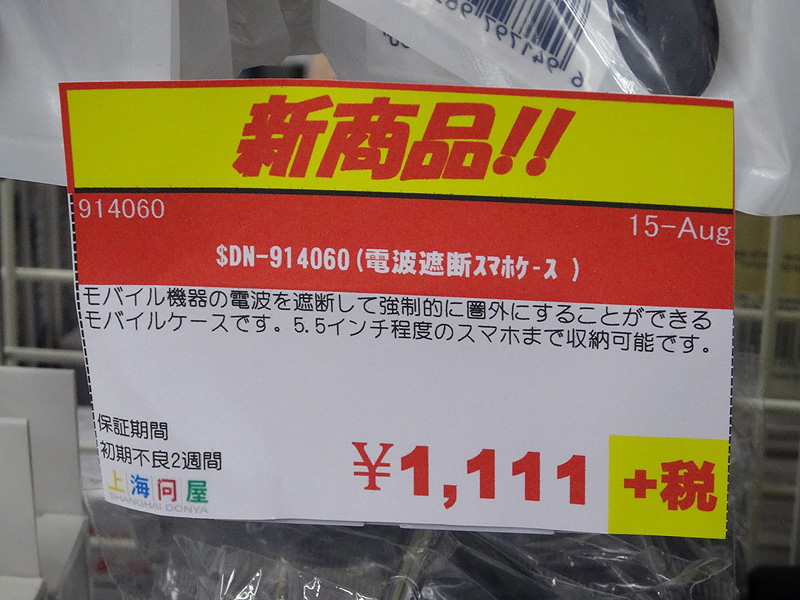 6 941797 985
新商品!!
914060
15-Aug
$DN-914060(電波遮断スマホケース )
モバイル機器の電波を遮断して強制的に圏外にすることができる
モバイルケースです。5.5インチ程度のスマホまで収納可能です。
保証期間
初期不良2週間
¥1,111
+税
上海问屋
SHANGHAI DONYA